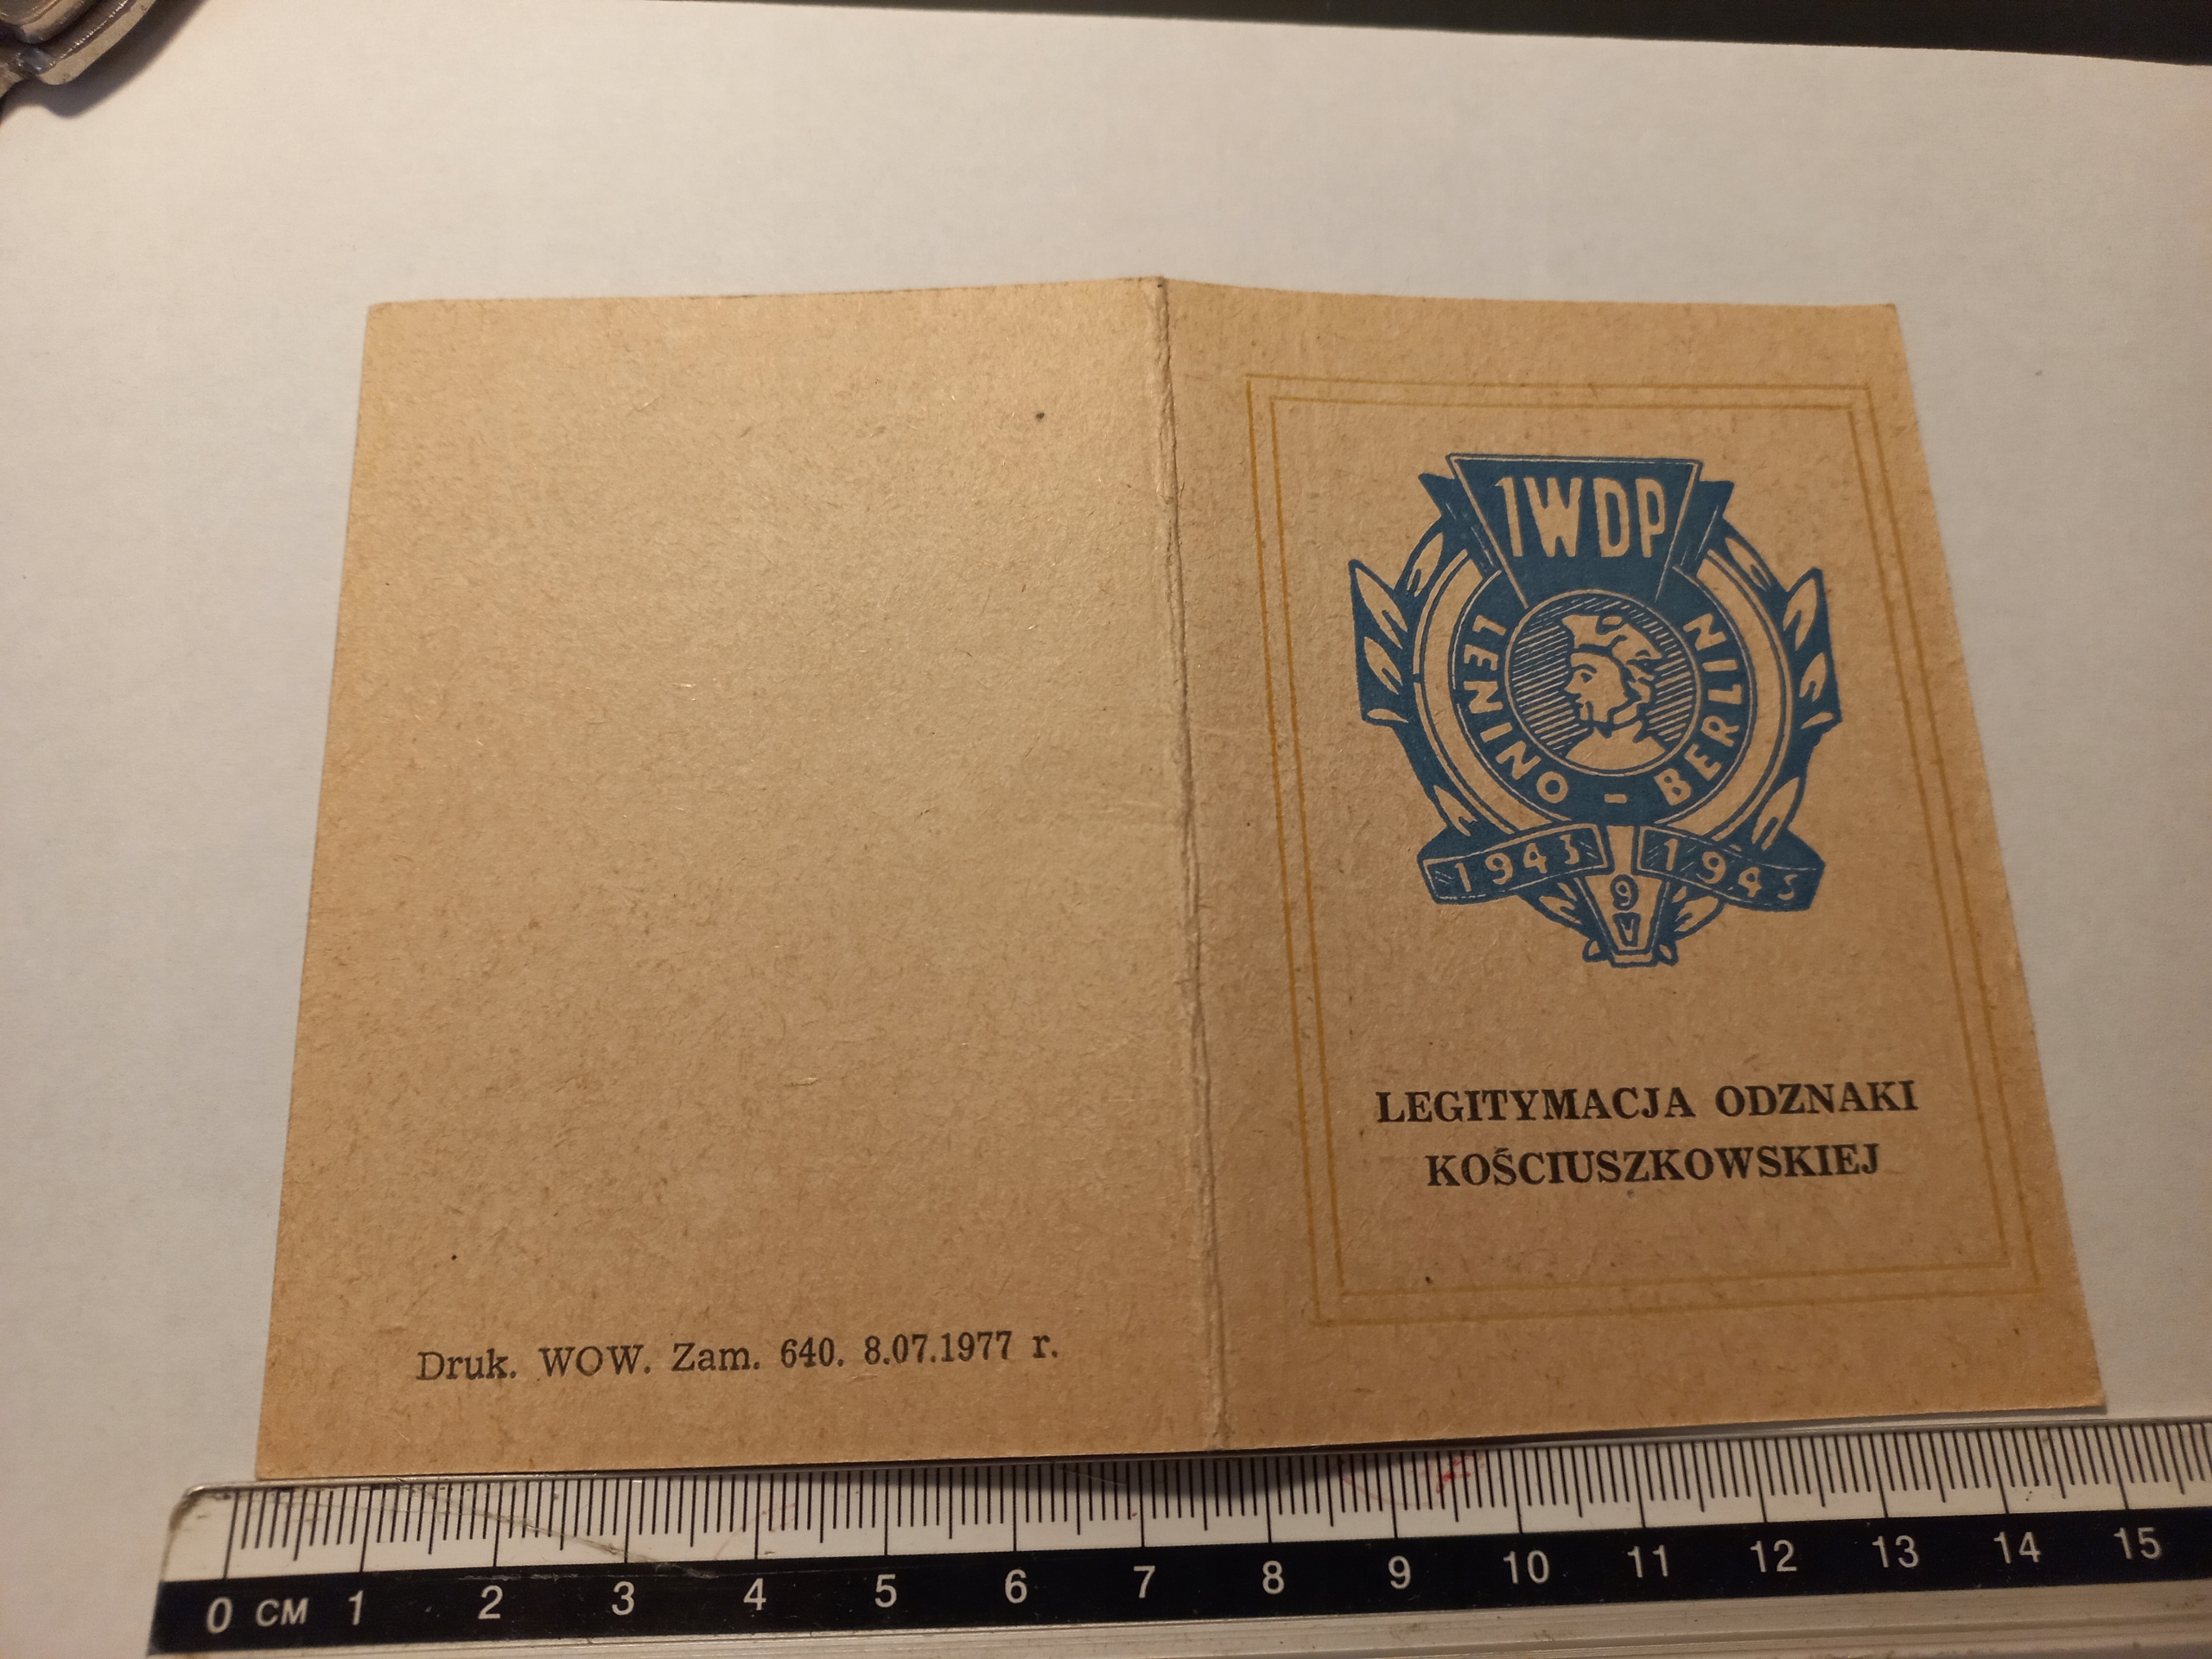 1WDP
LENINO - BERLIN
1943 1945
9
V
LEGITYMACJA ODZNAKI
KOŚCIUSZKOWSKIEJ
Druk. WOW. Zam. 640. 8.07.1977 r.
0 CM 1 2 3 4 5 6 7 8 9 10 11 12 13 14 15